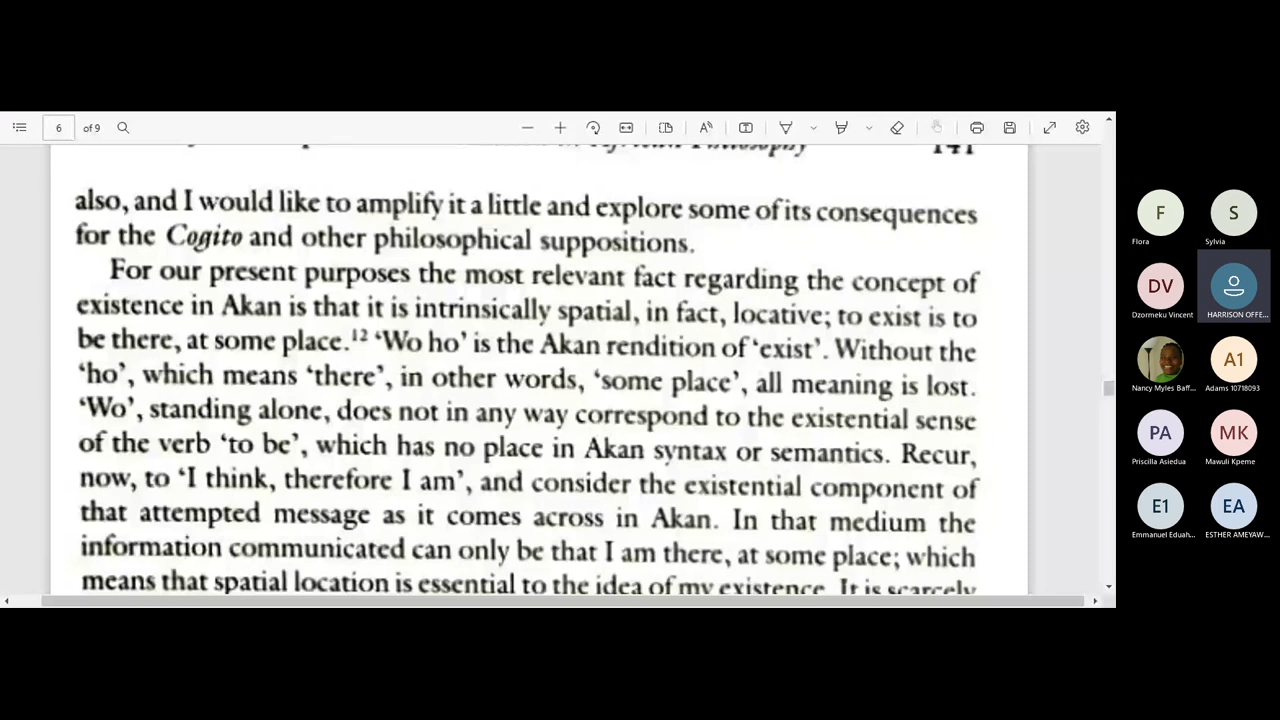 6 of 9
African Philosophy 141
also, and I would like to amplify it a little and explore some of its consequences
for the Cogito and other philosophical suppositions.
For our present purposes the most relevant fact regarding the concept of
existence in Akan is that it is intrinsically spatial, in fact, locative; to exist is to
be there, at some place.¹² ‘Wo ho’ is the Akan rendition of ‘exist’. Without the
‘ho’, which means ‘there’, in other words, ‘some place’, all meaning is lost.
‘Wo’, standing alone, does not in any way correspond to the existential sense
of the verb ‘to be’, which has no place in Akan syntax or semantics. Recur,
now, to ‘I think, therefore I am’, and consider the existential component of
that attempted message as it comes across in Akan. In that medium the
information communicated can only be that I am there, at some place; which
means that spatial location is essential to the idea of my existence. It is scarcely
F S
Flora Sylvia
DV
Dzormeku Vincent HARRISON OFFE...
A1
Nancy Myles Baff... Adams 10718093
PA MK
Priscilla Asiedua Mawuli Kpeme
E1 EA
Emmanuel Eduah... ESTHER AMEYAW...